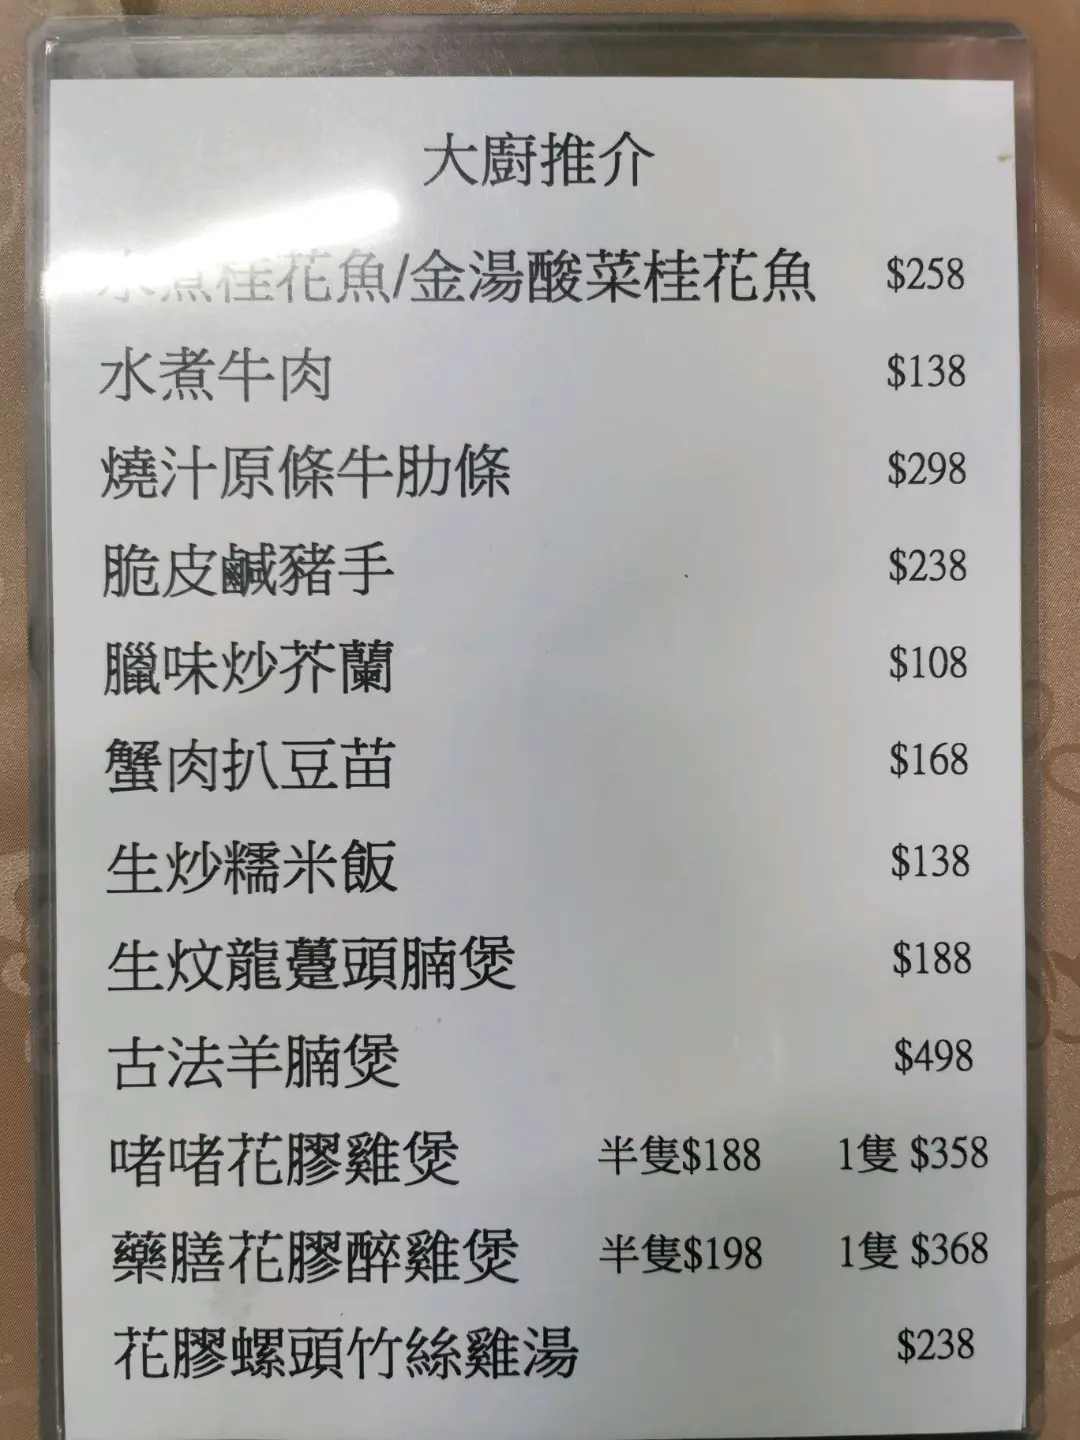 大廚推介
水煮桂花魚/金湯酸菜桂花魚 $258
水煮牛肉 $138
燒汁原條牛肋條 $298
脆皮鹹豬手 $238
臘味炒芥蘭 $108
蟹肉扒豆苗 $168
生炒糯米飯 $138
生炆龍躉頭腩煲 $188
古法羊腩煲 $498
啫啫花膠雞煲 半隻$188 1隻 $358
藥膳花膠醉雞煲 半隻$198 1隻 $368
花膠螺頭竹絲雞湯 $238